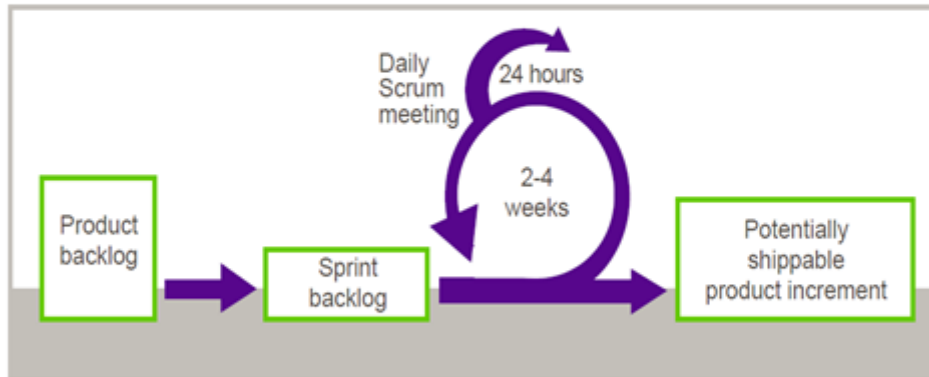 Daily
Scrum
meeting
24 hours
2-4
weeks
Product
backlog
Sprint
backlog
Potentially
shippable
product increment